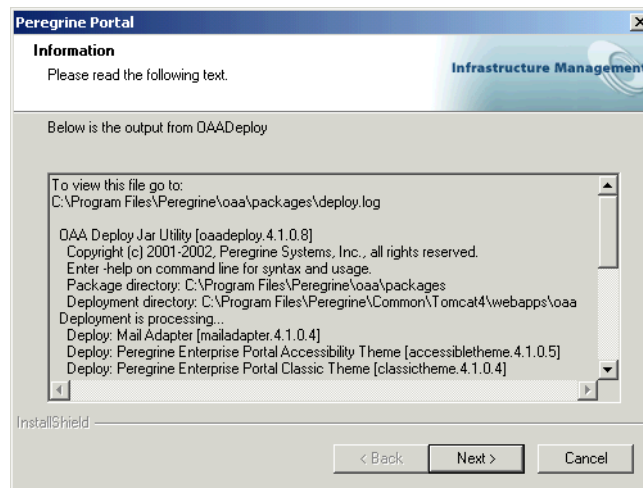 Peregrine Portal
Information
Please read the following text.
Infrastructure Management
Below is the output from OAADeploy
To view this file go to:
C:\Program Files\Peregrine\oaa\packages\deploy.log
OAA Deploy Jar Utility [oaadeploy.4.1.0.8]
Copyright (c) 2001-2002, Peregrine Systems, Inc., all rights reserved.
Enter -help on command line for syntax and usage.
Package directory: C:\Program Files\Peregrine\oaa\packages
Deployment directory: C:\Program Files\Peregrine\Common\Tomcat4\webapps\oaa
Deployment is processing...
Deploy: Mail Adapter [mailadapter.4.1.0.4]
Deploy: Peregrine Enterprise Portal Accessibility Theme [accessibletheme.4.1.0.5]
Deploy: Peregrine Enterprise Portal Classic Theme [classictheme.4.1.0.4]
InstallShield
< Back
Next >
Cancel